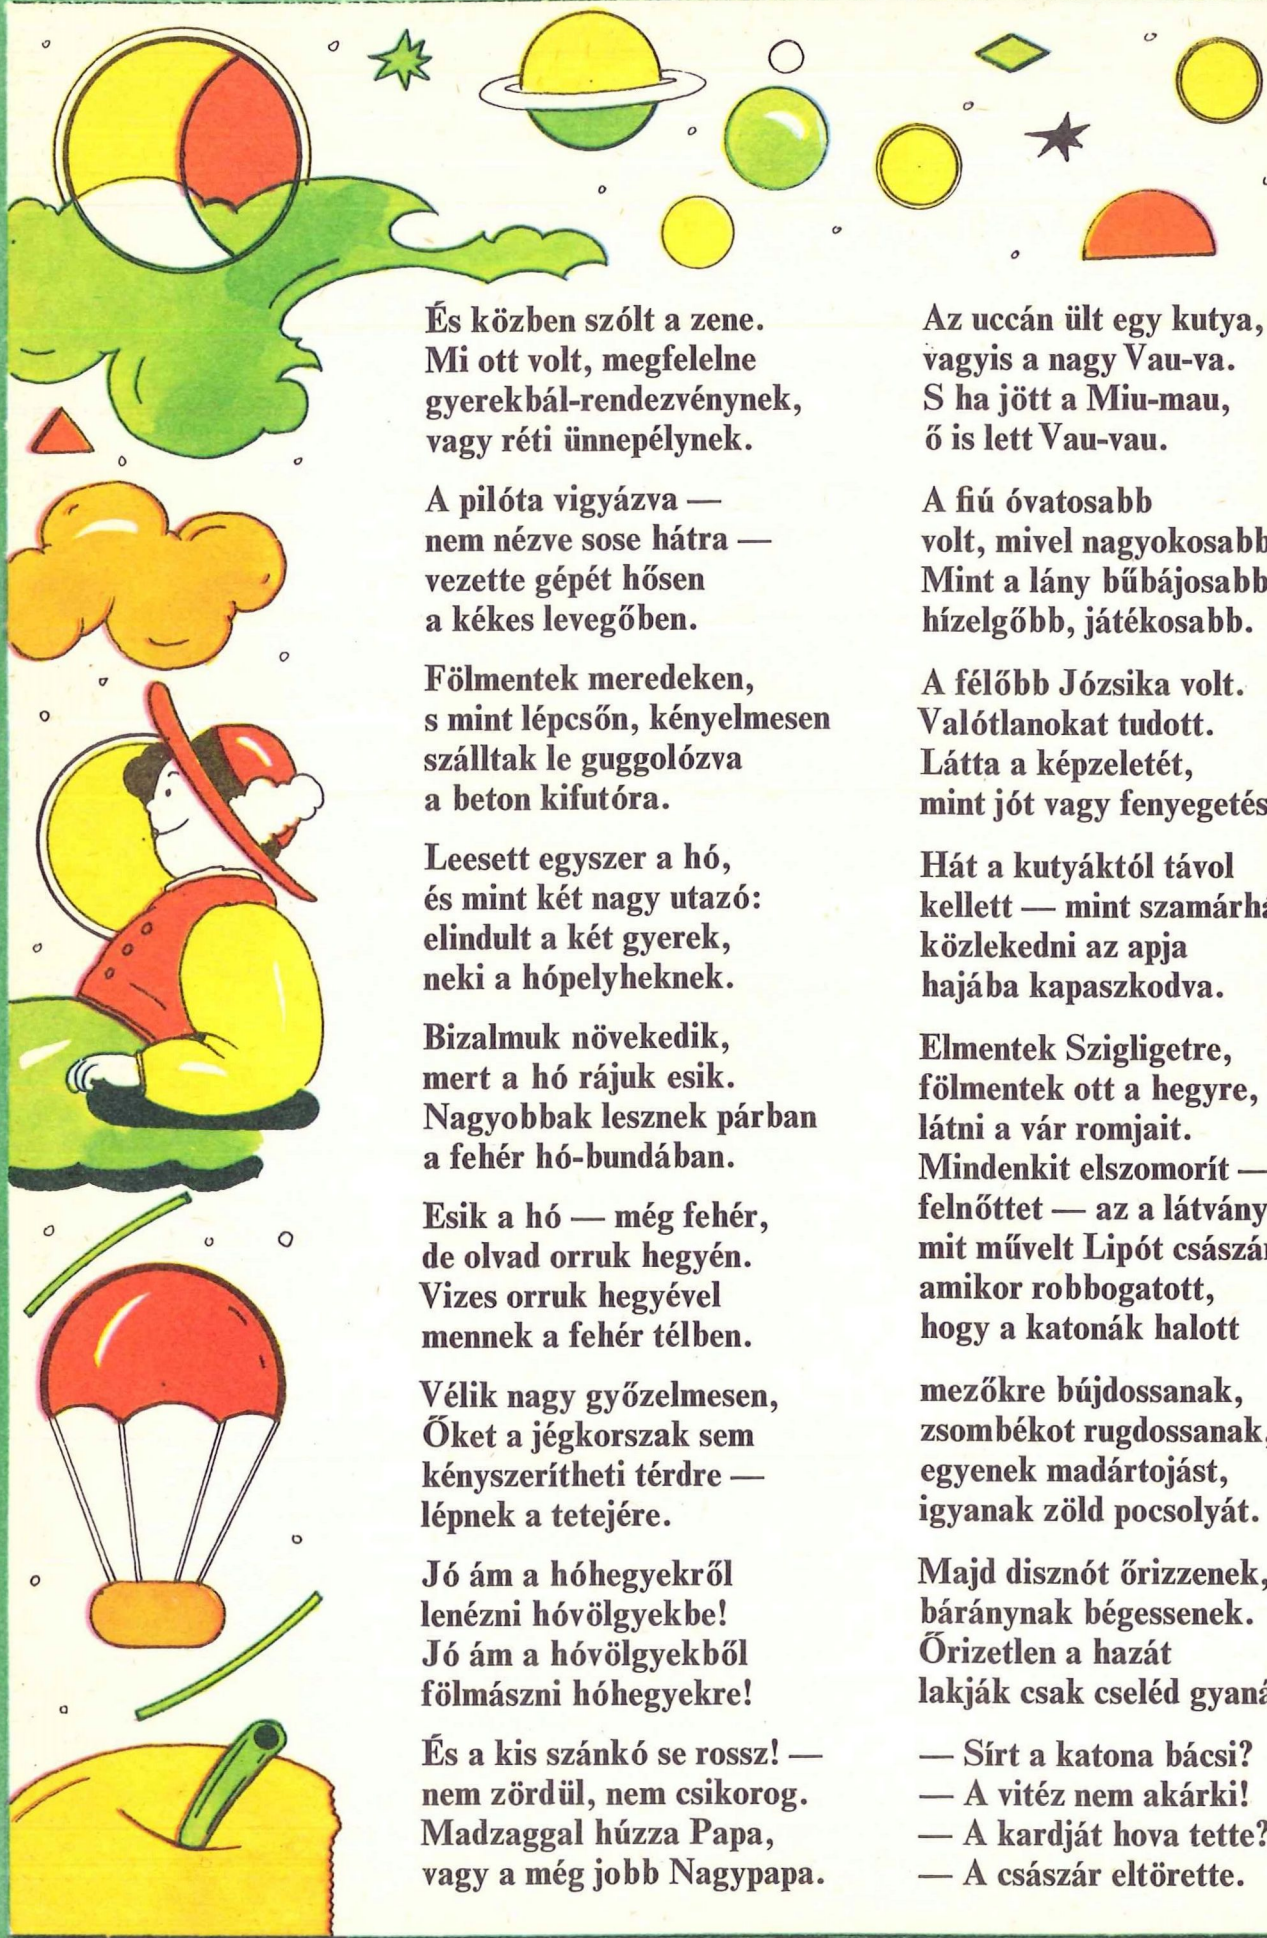 És közben szólt a zene.
Mi ott volt, megfelelne
gyerekbál-rendezvénynek,
vagy réti ünnepélynek.

A pilóta vigyázva —
nem nézve sose hátra —
vezette gépét hősen
a kékes levegőben.

Fölmentek meredeken,
s mint lépcsőn, kényelmesen
szálltak le guggolózva
a beton kifutóra.

Leesett egyszer a hó,
és mint két nagy utazó:
elindult a két gyerek,
neki a hópelyheknek.

Bizalmuk növekedik,
mert a hó rájuk esik.
Nagyobbak lesznek párban
a fehér hó-bundában.

Esik a hó — még fehér,
de olvad orruk hegyén.
Vizes orruk hegyével
mennek a fehér télben.

Vélik nagy győzelmesen,
Őket a jégkorszak sem
kényszerítheti térdre —
lépnek a tetejére.

Jó ám a hóhegyekről
lenézni hóvölgyekbe!
Jó ám a hóvölgyekből
fölmászni hóhegyekre!

És a kis szánkó se rossz! —
nem zördül, nem csikorog.
Madzaggal húzza Papa,
vagy a még jobb Nagypapa.

Az uccán ült egy kutya,
vagyis a nagy Vau-va.
S ha jött a Miu-mau,
ő is lett Vau-vau.

A fiú óvatosabb
volt, mivel nagyokosabb
Mint a lány bűbájosabb
hízelgőbb, játékosabb.

A félőbb Józsika volt.
Valótlanokat tudott.
Látta a képzeletét,
mint jót vagy fenyegetés

Hát a kutyáktól távol
kellett — mint
közlekedni az apja
hajába kapaszkodva.

Elmentek Szigligetre,
fölmentek ott a hegyre,
látni a vár romjait.
Mindenkit elszomorít —
felnőttet — az a látvány
mit művelt Lipót császár
amikor robbogatott,
hogy a katonák halott

mezőkre bújdossanak,
zsombékot rugdossanak,
egyenek madártojást,
igyanak zöld pocsolyát.

Majd disznót őrizzenek,
báránynak bégessenek.
Őrizetlen a hazát
lakják csak cseléd

— Sírt a katona bácsi?
— A vitéz nem akárki!
— A kardját hova tette?
— A császár eltörette.